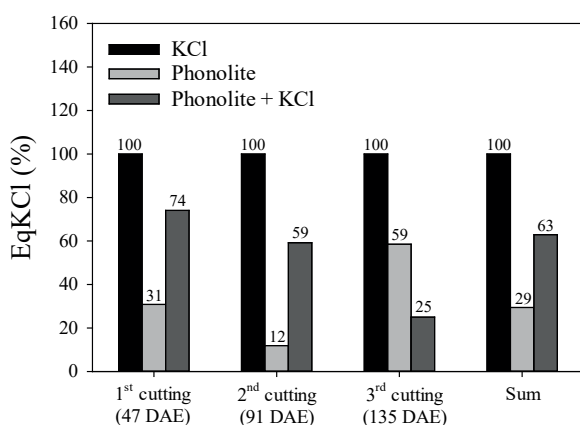 160
140
120
100
80
60
40
20
0
EqKCl (%)
KCl
Phonolite
Phonolite + KCl
100
31
74
100
12
59
100
59
25
100
29
63
1st cutting
(47 DAE)
2nd cutting
(91 DAE)
3rd cutting
(135 DAE)
Sum